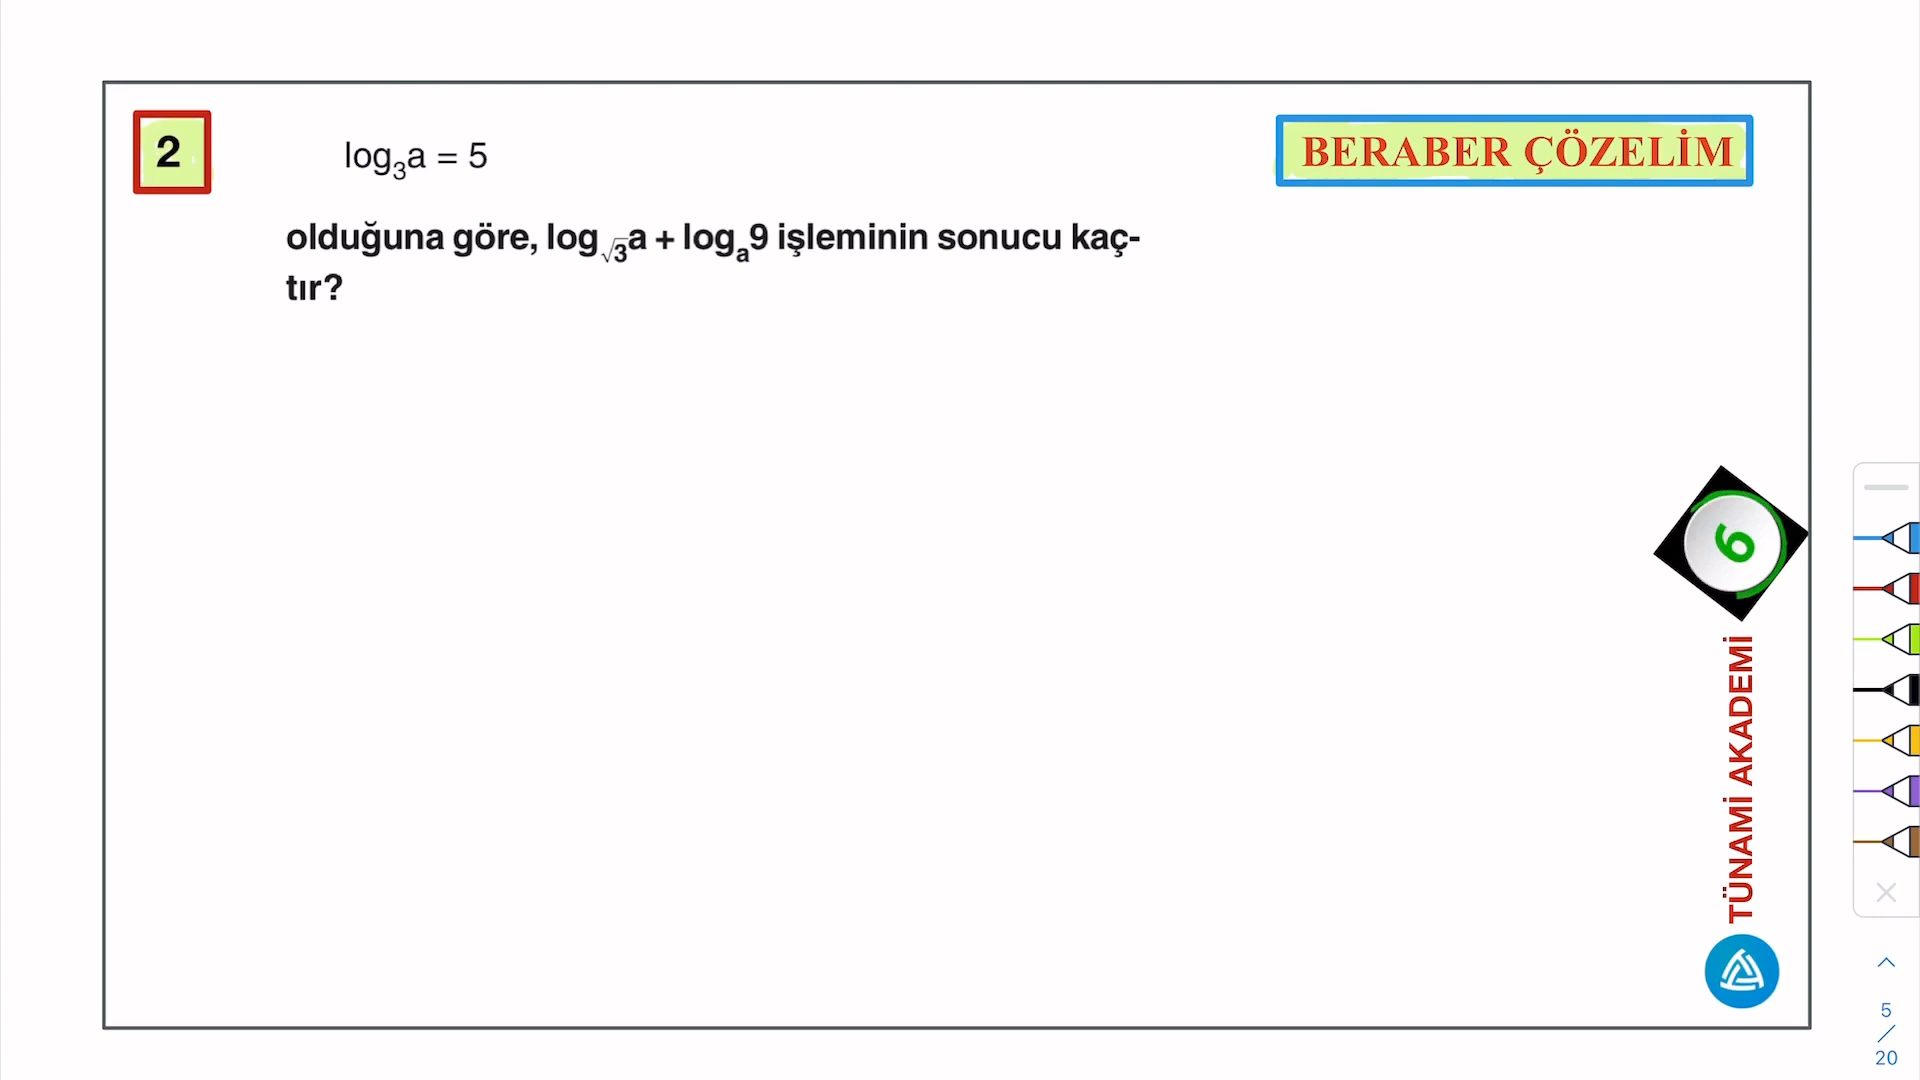 2
log₃a = 5
BERABER ÇÖZELİM
olduğuna göre, log√3a + logₐ9 işleminin sonucu kaç-
tır?
6
TÜNAMİ AKADEMİ
5
/
20